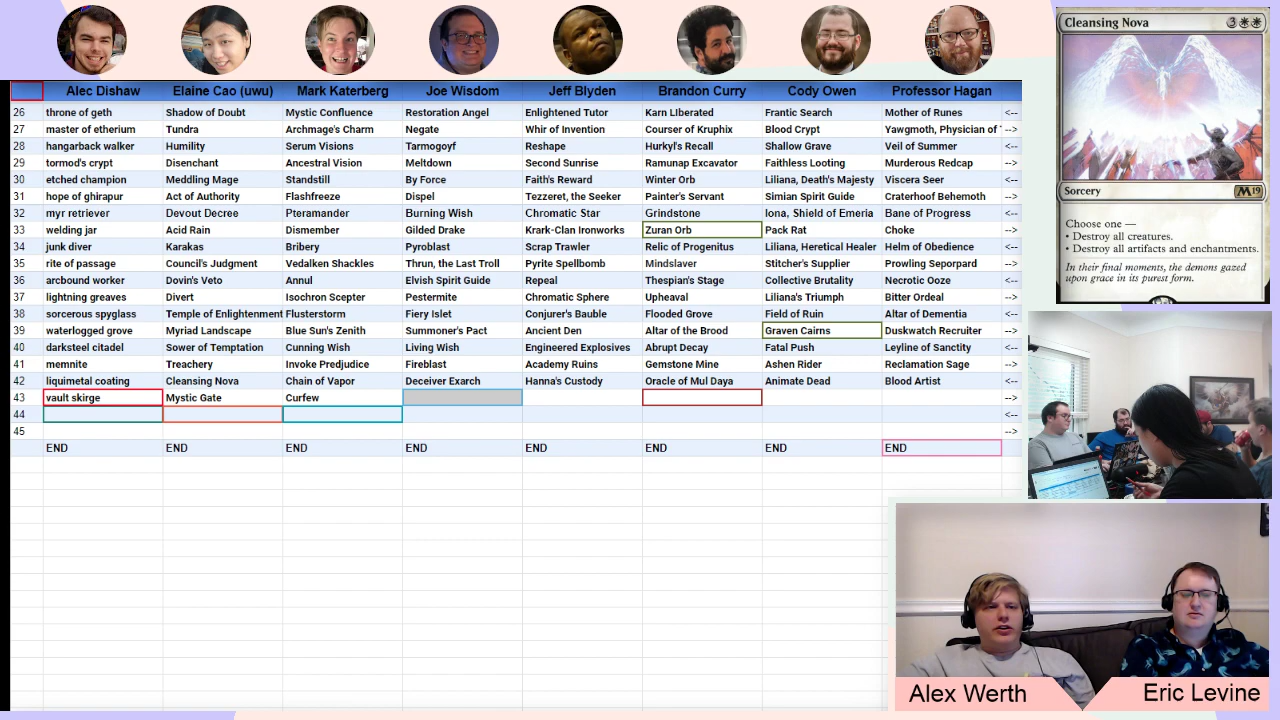 Alec Dishaw Elaine Cao (uwu) Mark Katerberg Joe Wisdom Jeff Blyden Brandon Curry Cody Owen Professor Hagan
26 throne of geth Shadow of Doubt Mystic Confluence Restoration Angel Enlightened Tutor Karn LIberated Frantic Search Mother of Runes <--
27 master of etherium Tundra Archmage's Charm Negate Whir of Invention Courser of Kruphix Blood Crypt Yawgmoth, Physician of -->
28 hangarback walker Humility Serum Visions Tarmogoyf Reshape Hurkyl's Recall Shallow Grave Veil of Summer <--
29 tormod's crypt Disenchant Ancestral Vision Meltdown Second Sunrise Ramunap Excavator Faithless Looting Murderous Redcap -->
30 etched champion Meddling Mage Standstill By Force Faith's Reward Winter Orb Liliana, Death's Majesty Viscera Seer <--
31 hope of ghirapur Act of Authority Flashfreeze Dispel Tezzeret, the Seeker Painter's Servant Simian Spirit Guide Craterhoof Behemoth -->
32 myr retriever Devout Decree Pteramander Burning Wish Chromatic Star Grindstone Iona, Shield of Emeria Bane of Progress <--
33 welding jar Acid Rain Dismember Gilded Drake Krark-Clan Ironworks Zuran Orb Pack Rat Choke -->
34 junk diver Karakas Bribery Pyroblast Scrap Trawler Relic of Progenitus Liliana, Heretical Healer Helm of Obedience <--
35 rite of passage Council's Judgment Vedalken Shackles Thrun, the Last Troll Pyrite Spellbomb Mindslaver Stitcher's Supplier Prowling Seporpard -->
36 arcbound worker Dovin's Veto Annul Elvish Spirit Guide Repeal Thespian's Stage Collective Brutality Necrotic Ooze <--
37 lightning greaves Divert Isochron Scepter Pestermite Chromatic Sphere Upheaval Liliana's Triumph Bitter Ordeal -->
38 sorcerous spyglass Temple of Enlightenment Flusterstorm Fiery Islet Conjurer's Bauble Flooded Grove Field of Ruin Altar of Dementia <--
39 waterlogged grove Myriad Landscape Blue Sun's Zenith Summoner's Pact Ancient Den Altar of the Brood Graven Cairns Duskwatch Recruiter -->
40 darksteel citadel Sower of Temptation Cunning Wish Living Wish Engineered Explosives Abrupt Decay Fatal Push Leyline of Sanctity <--
41 memnite Treachery Invoke Predjudice Fireblast Academy Ruins Gemstone Mine Ashen Rider Reclamation Sage -->
42 liquimetal coating Cleansing Nova Chain of Vapor Deceiver Exarch Hanna's Custody Oracle of Mul Daya Animate Dead Blood Artist <--
43 vault skirge Mystic Gate Curfew -->
44 <--
45 -->
END END END END END END END END
Cleansing Nova 3
Sorcery M19
Choose one —
• Destroy all creatures.
• Destroy all artifacts and enchantments.
In their final moments, the demons gazed
upon grace in its purest form.
Alex Werth
Eric Levine